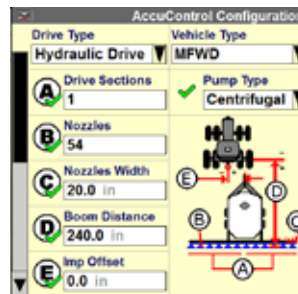 AccuControl Configuration
Drive Type
Vehicle Type
Hydraulic Drive
MFWD
A
Drive Sections
1
Pump Type
Centrifugal
B
Nozzles
54
C
Nozzles Width
20.0 in
D
Boom Distance
240.0 in
E
Imp Offset
0.0 in
E
D
B
C
A